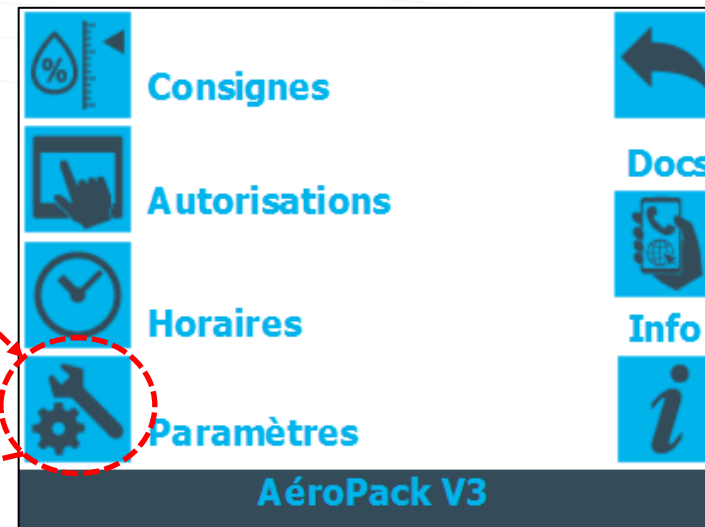 %
Consignes
Docs
Autorisations
Horaires
Info
i
Paramètres
AéroPack V3